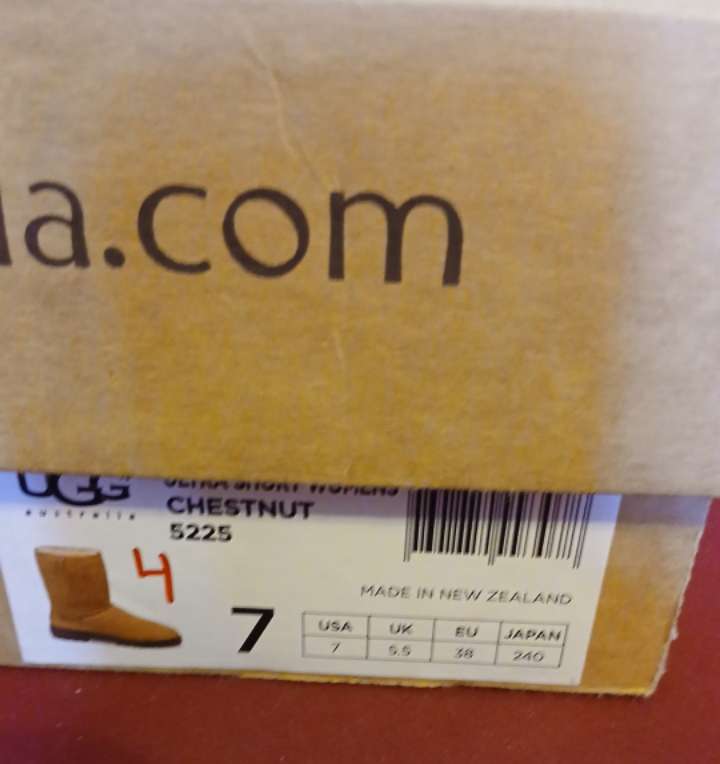 a.com
UGG
australia
ULTRA SHORT WOMENS
CHESTNUT
5225
4
7
MADE IN NEW ZEALAND
USA UK EU JAPAN
7 5.5 38 240